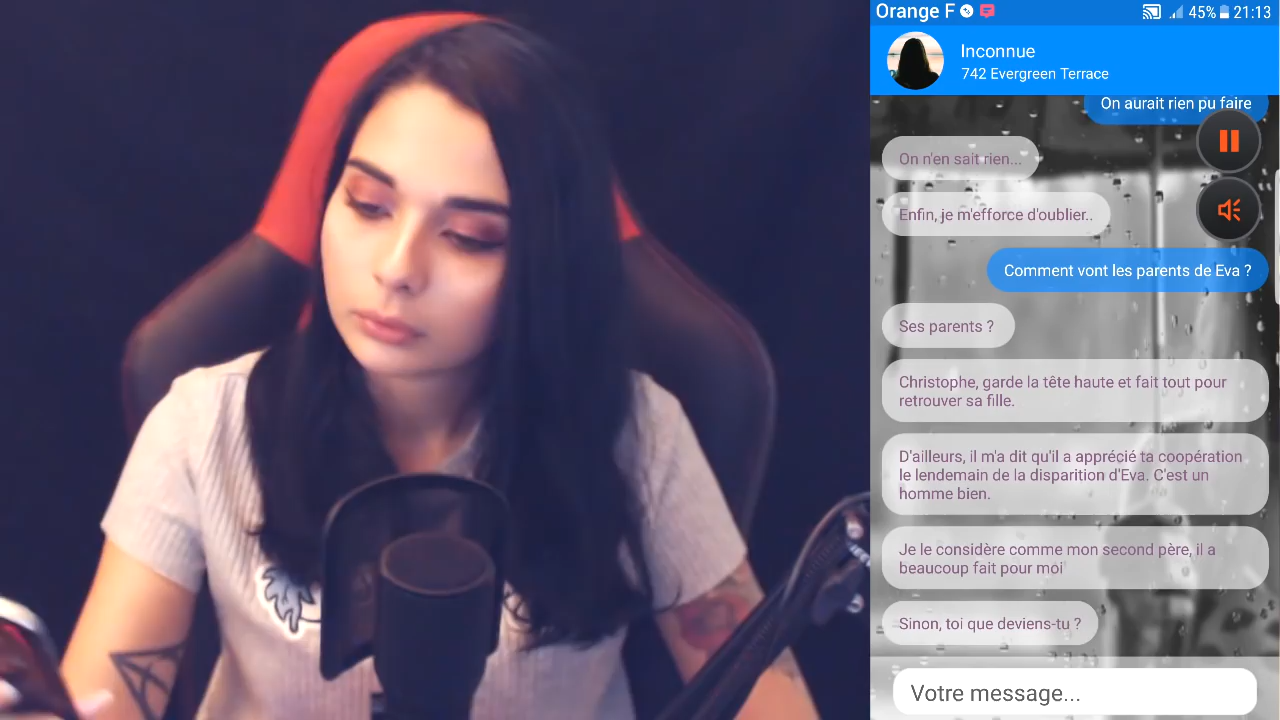 Orange F 45% 21:13
Inconnue
742 Evergreen Terrace
On aurait rien pu faire
On n'en sait rien...
Enfin, je m'efforce d'oublier..
Comment vont les parents de Eva ?
Ses parents ?
Christophe, garde la tête haute et fait tout pour
retrouver sa fille.
D'ailleurs, il m'a dit qu'il a apprécié ta coopération
le lendemain de la disparition d'Eva. C'est un
homme bien.
Je le considère comme mon second père, il a
beaucoup fait pour moi
Sinon, toi que deviens-tu ?
Votre message...